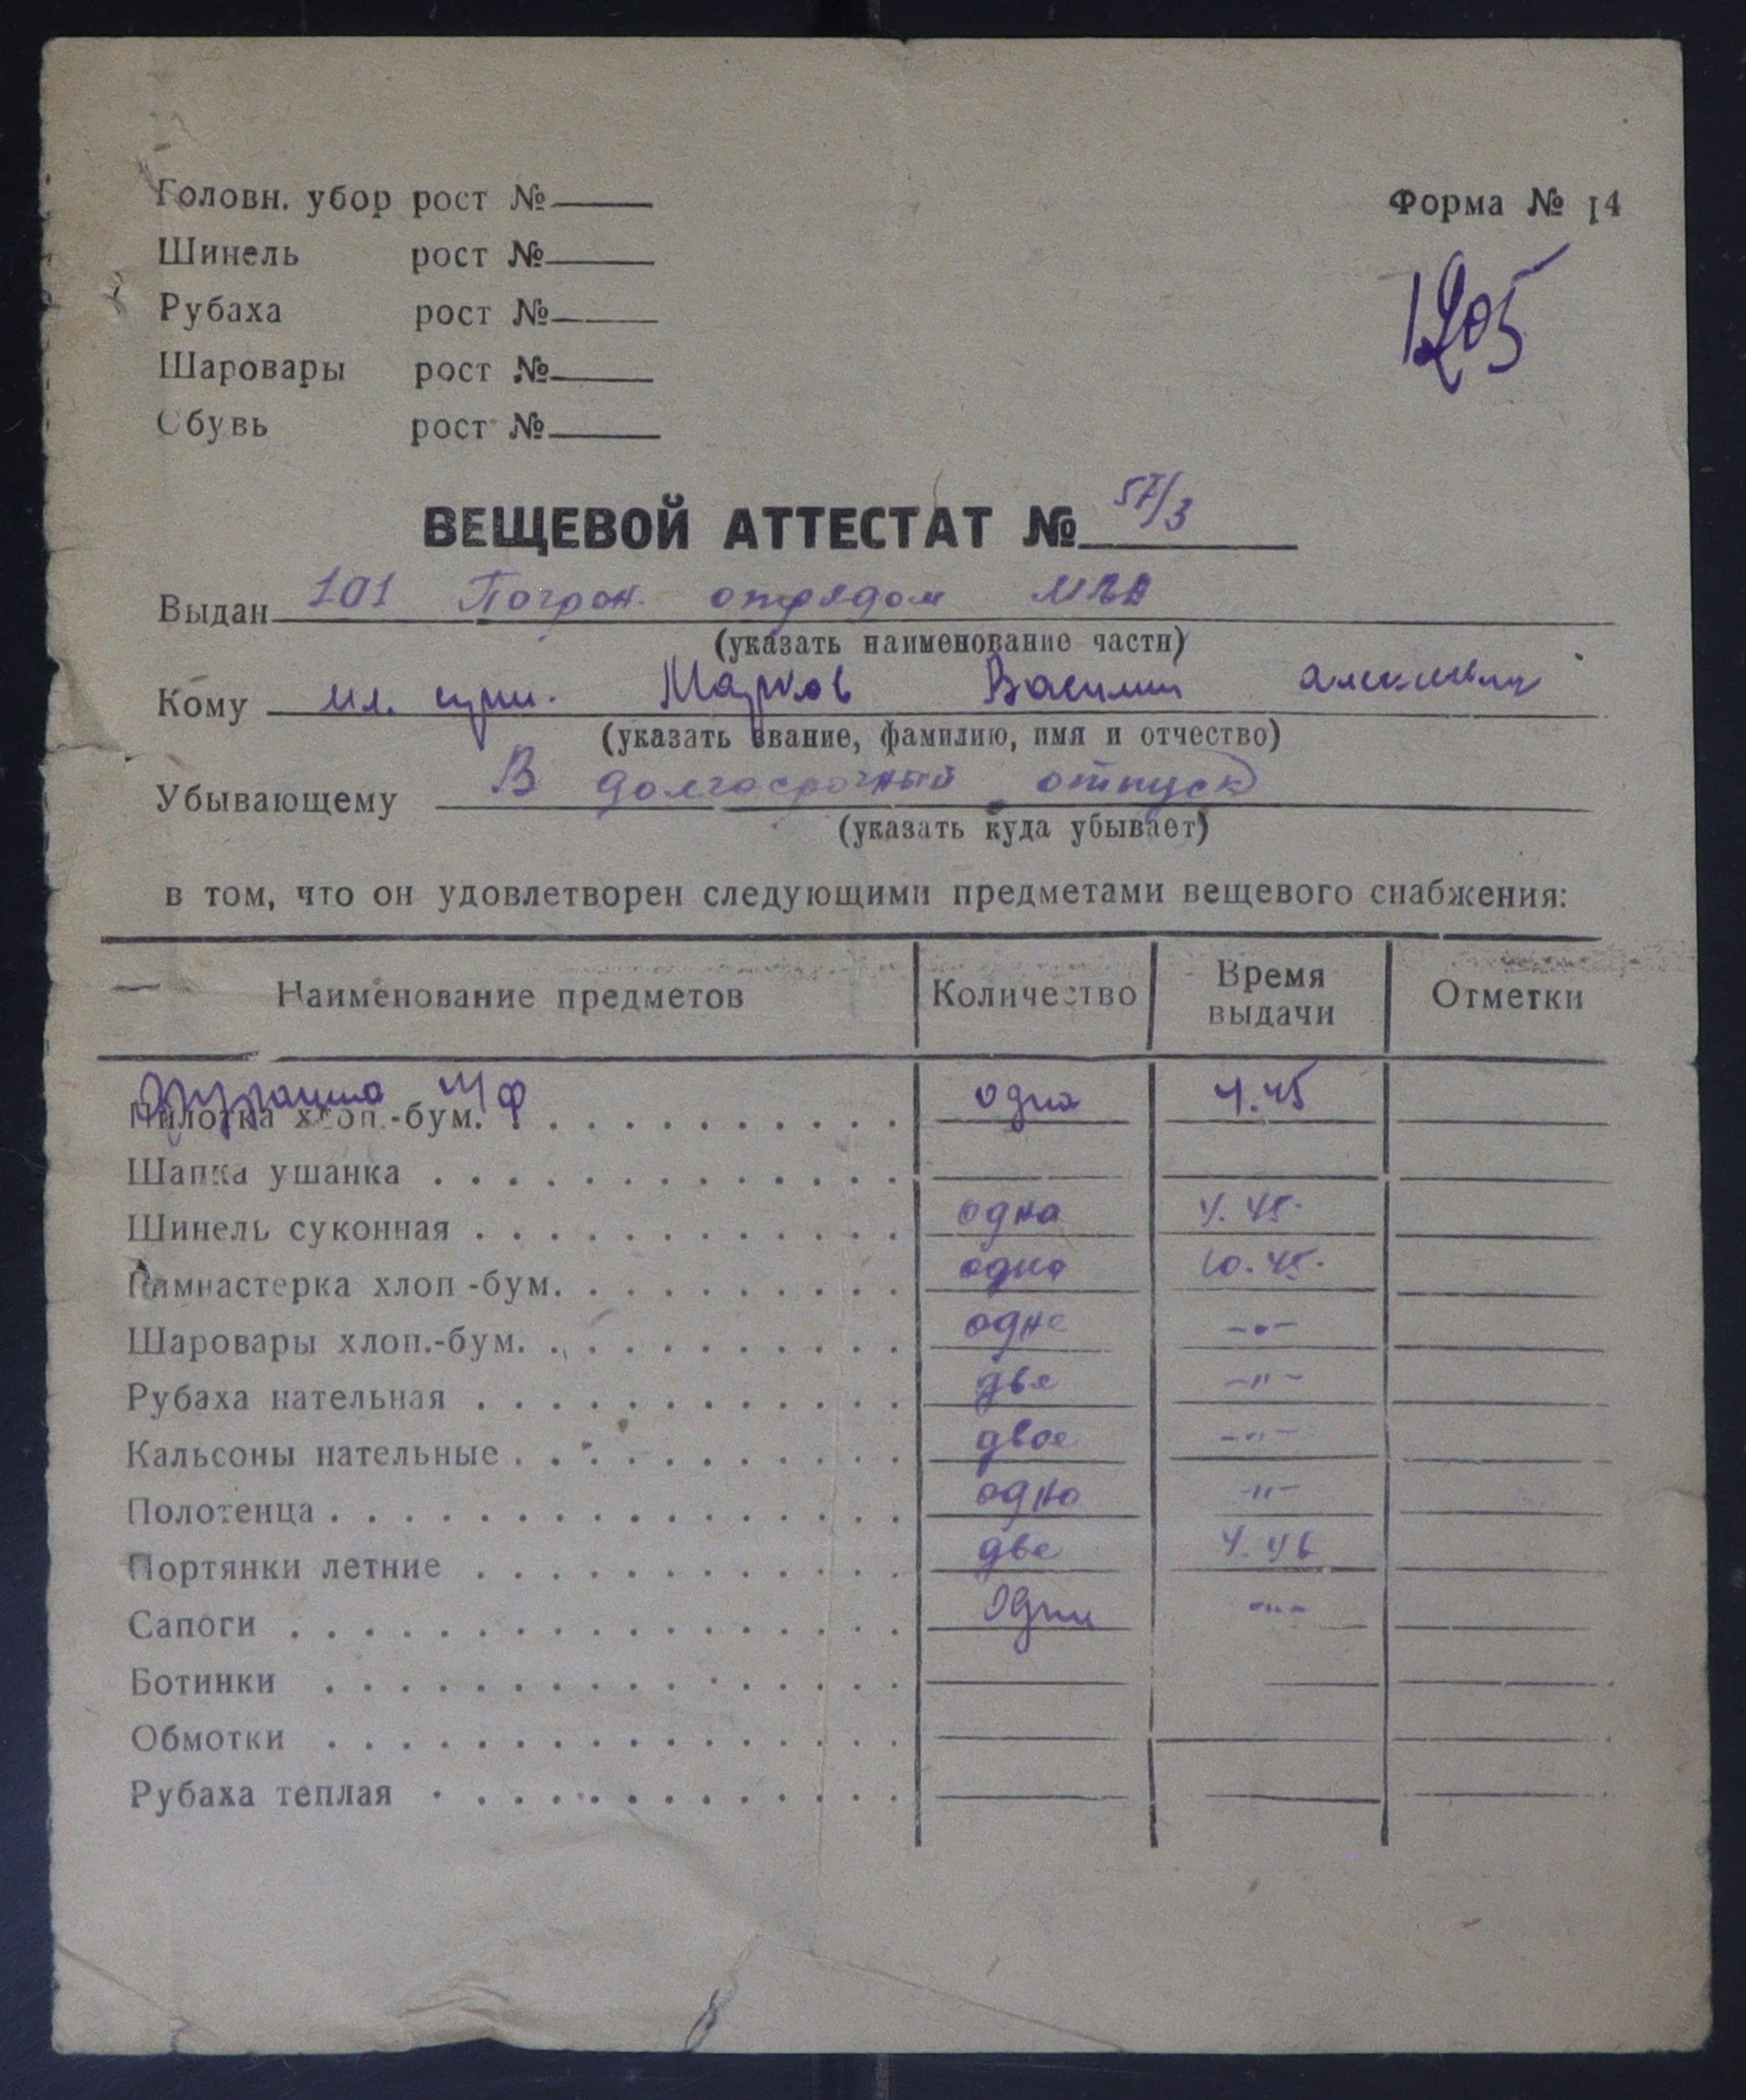 Головн. убор рост №
Форма № 14
Шинель рост №
1205
Рубаха рост №
Шаровары рост №
Обувь рост №
ВЕЩЕВОЙ АТТЕСТАТ № 57/3
Выдан 101 Погран. отрядом МВД
(указать наименование части)
Кому мл. серж. Марков Василий Алексеевич
(указать звание, фамилию, имя и отчество)
Убывающему В долгосрочный отпуск
(указать куда убывает)
в том, что он удовлетворен следующими предметами вещевого снабжения:
Наименование предметов Количество Время выдачи Отметки
фуражка
Пилотка хлоп.-бум. одна 4.45
Шапка ушанка
Шинель суконная одна 4.45.
Гимнастерка хлоп-бум. одна 10.45.
Шаровары хлоп.-бум. одне -"-
Рубаха нательная две -"-
Кальсоны нательные двое -"-
Полотенца одно -"-
Портянки летние две 4.46
Сапоги одни -"-
Ботинки
Обмотки
Рубаха теплая